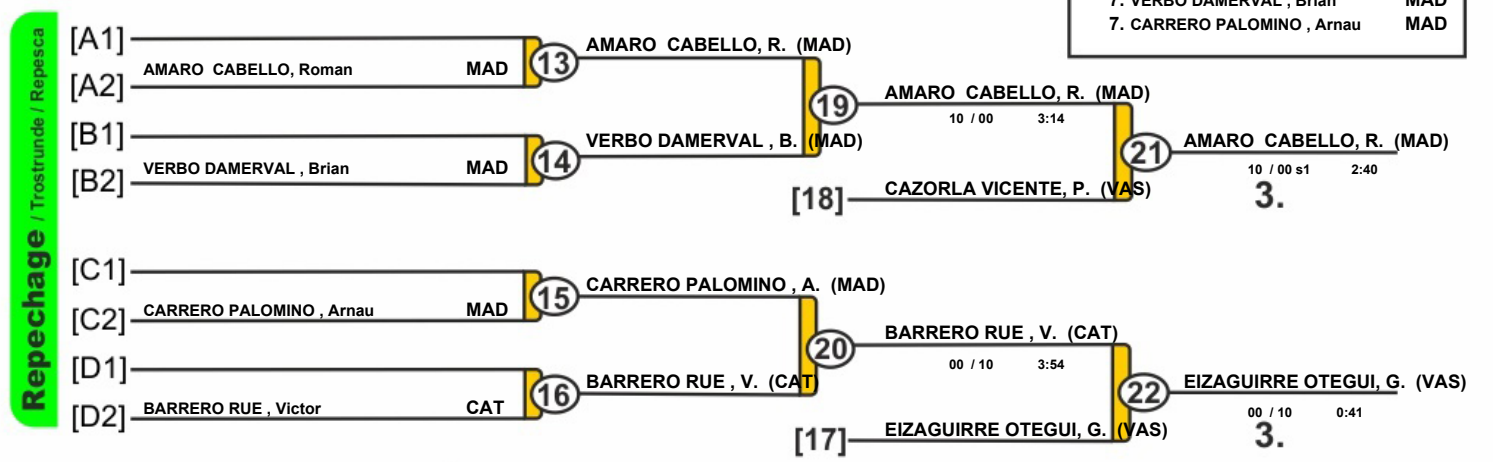 7. VERBO DAMERVAL , Brian MAD
7. CARRERO PALOMINO , Arnau MAD
Repechage / Trostrunde / Repesca
[A1]
AMARO CABELLO, Roman MAD
[A2]
13
AMARO CABELLO, R. (MAD)
[B1]
VERBO DAMERVAL , Brian MAD
[B2]
14
VERBO DAMERVAL , B. (MAD)
19
AMARO CABELLO, R. (MAD)
10 / 00 3:14
[18]
CAZORLA VICENTE, P. (VAS)
21
AMARO CABELLO, R. (MAD)
10 / 00 s1 2:40
3.
[C1]
CARRERO PALOMINO , Arnau MAD
[C2]
15
CARRERO PALOMINO , A. (MAD)
[D1]
BARRERO RUE , Victor CAT
[D2]
16
BARRERO RUE , V. (CAT)
20
BARRERO RUE , V. (CAT)
00 / 10 3:54
[17]
EIZAGUIRRE OTEGUI, G. (VAS)
22
EIZAGUIRRE OTEGUI, G. (VAS)
00 / 10 0:41
3.